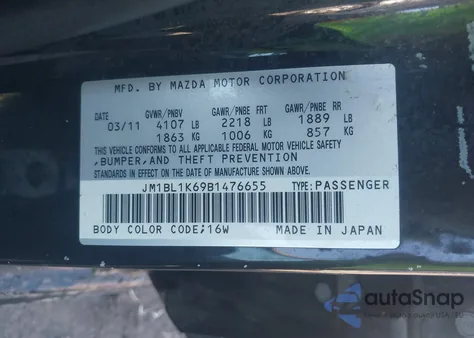 MFD. BY MAZDA MOTOR CORPORATION
DATE GVWR/PNBV GAWR/PNBE FRT GAWR/PNBE RR
03/11 4107 LB 2218 LB 1889 LB
1863 KG 1006 KG 857 KG
THIS VEHICLE CONFORMS TO ALL APPLICABLE FEDERAL MOTOR VEHICLE SAFETY
,BUMPER,AND THEFT PREVENTION
STANDARDS IN EFFECT ON THE DATE OF MANUFACTURE SHOWN ABOVE.
JM1BL1K69B1476655 TYPE:PASSENGER
BODY COLOR CODE;16W MADE IN JAPAN
autoSnap